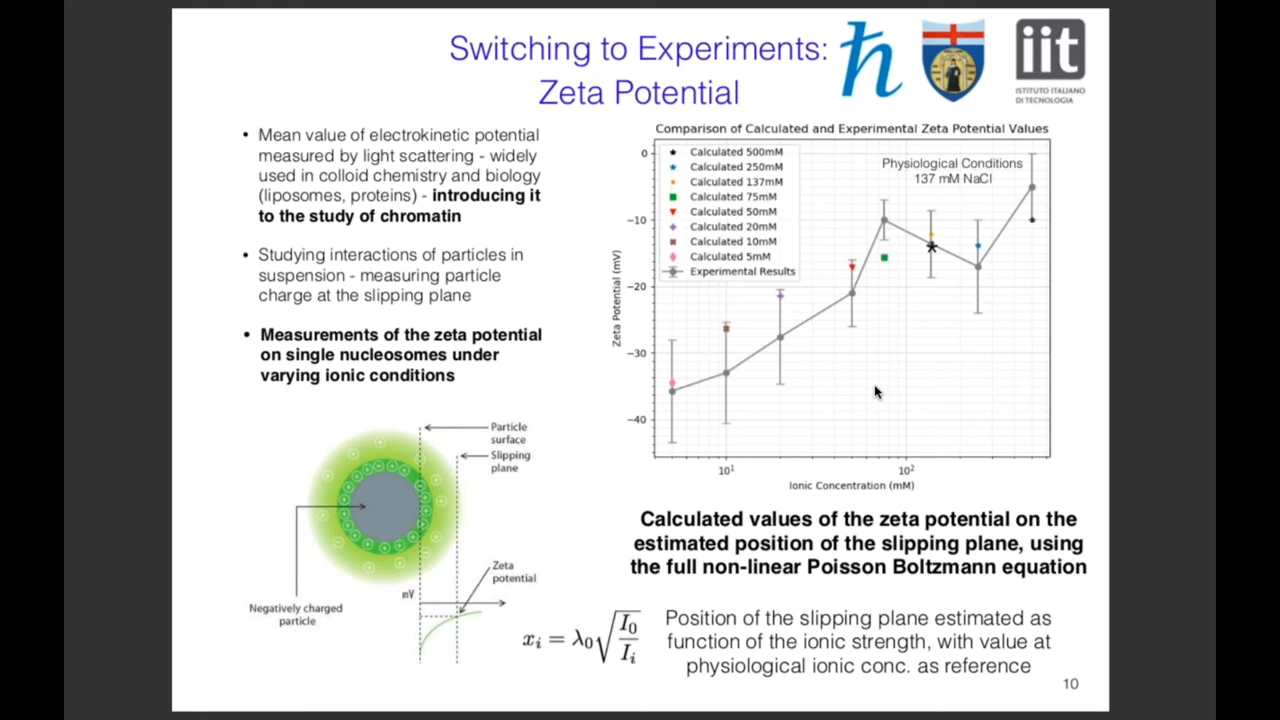 Switching to Experiments:
Zeta Potential
ħ
iit
ISTITUTO ITALIANO
DI TECNOLOGIA
• Mean value of electrokinetic potential
measured by light scattering - widely
used in colloid chemistry and biology
(liposomes, proteins) - introducing it
to the study of chromatin
• Studying interactions of particles in
suspension - measuring particle
charge at the slipping plane
• Measurements of the zeta potential
on single nucleosomes under
varying ionic conditions
Particle
surface
Slipping
plane
Zeta
potential
mV
Negatively charged
particle
Comparison of Calculated and Experimental Zeta Potential Values
Calculated 500mM
Calculated 250mM
Calculated 137mM
Calculated 75mM
Calculated 50mM
Calculated 20mM
Calculated 10mM
Calculated 5mM
Experimental Results
Physiological Conditions
137 mM NaCl
Zeta Potential (mV)
0
−10
−20
−30
−40
10¹
10²
Ionic Concentration (mM)
Calculated values of the zeta potential on the
estimated position of the slipping plane, using
the full non-linear Poisson Boltzmann equation
xᵢ = λ₀√(I₀/Iᵢ)
Position of the slipping plane estimated as
function of the ionic strength, with value at
physiological ionic conc. as reference
10